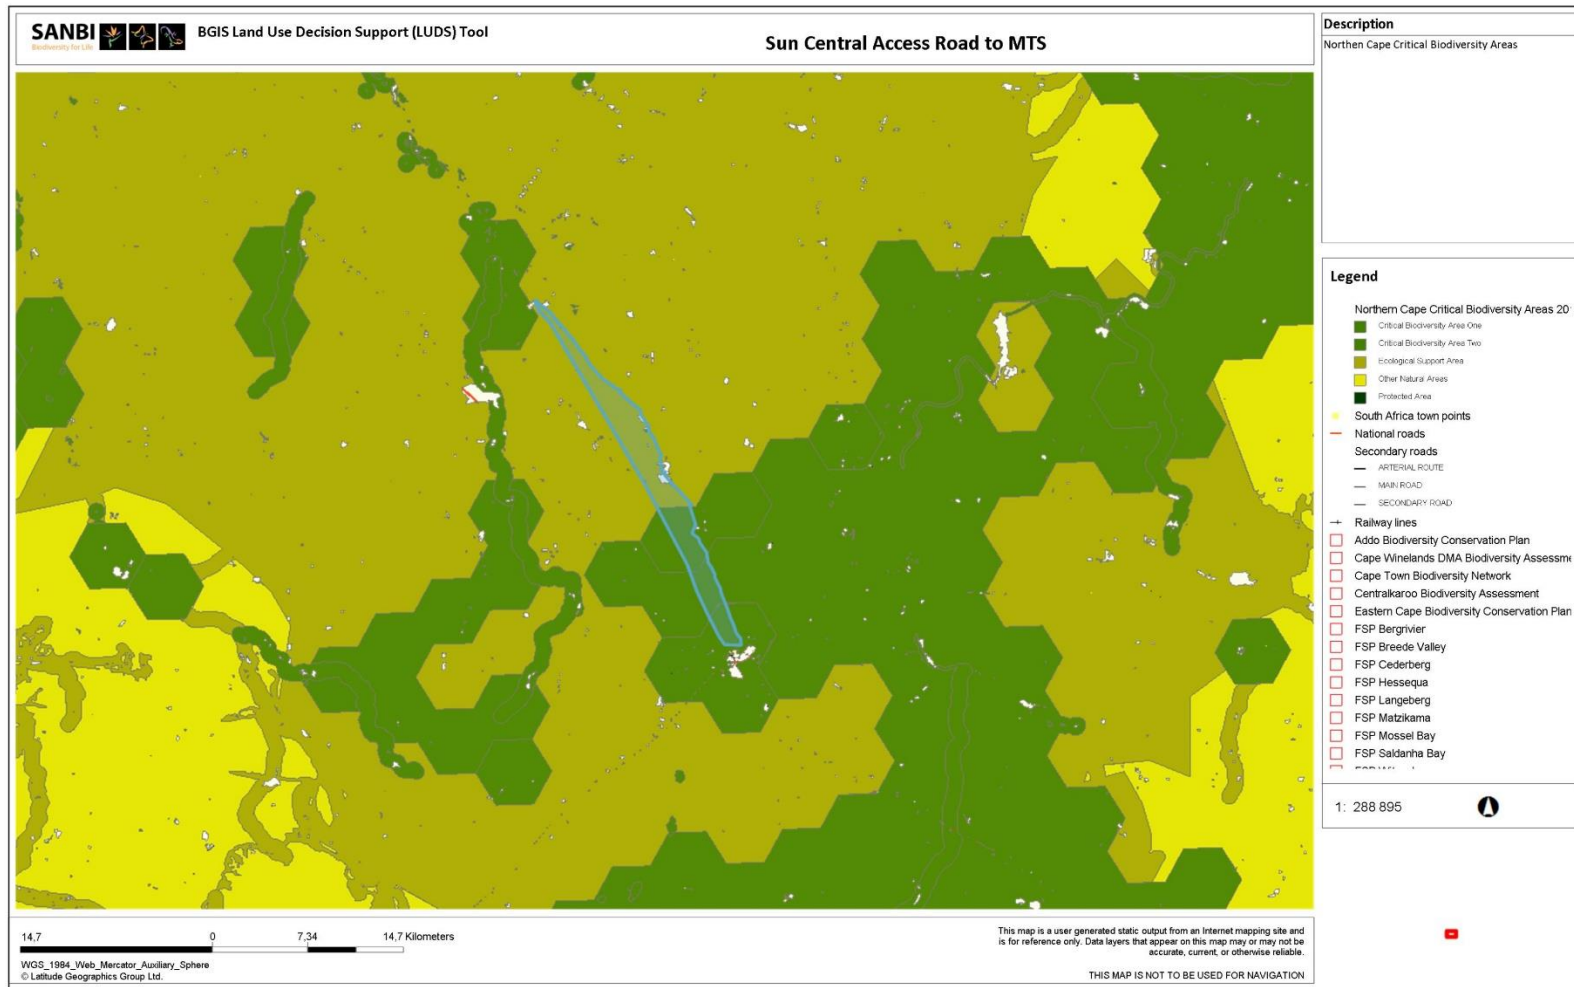 SANBI
Biodiversity for Life
BGIS Land Use Decision Support (LUDS) Tool
Sun Central Access Road to MTS
Description
Northen Cape Critical Biodiversity Areas
Legend
Northern Cape Critical Biodiversity Areas 20
Critical Biodiversity Area One
Critical Biodiversity Area Two
Ecological Support Area
Other Natural Areas
Protected Area
South Africa town points
National roads
Secondary roads
ARTERIAL ROUTE
MAIN ROAD
SECONDARY ROAD
Railway lines
Addo Biodiversity Conservation Plan
Cape Winelands DMA Biodiversity Assessme
Cape Town Biodiversity Network
Centralkaroo Biodiversity Assessment
Eastern Cape Biodiversity Conservation Plan
FSP Bergrivier
FSP Breede Valley
FSP Cederberg
FSP Hessequa
FSP Langeberg
FSP Matzikama
FSP Mossel Bay
FSP Saldanha Bay
1: 288 895
14,7 0 7,34 14,7 Kilometers
WGS_1984_Web_Mercator_Auxiliary_Sphere
© Latitude Geographics Group Ltd.
This map is a user generated static output from an Internet mapping site and
is for reference only. Data layers that appear on this map may or may not be
accurate, current, or otherwise reliable.
THIS MAP IS NOT TO BE USED FOR NAVIGATION